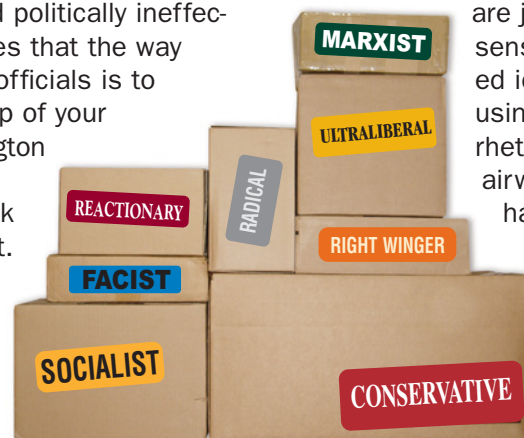 d politically ineffec-
es that the way
officials is to
p of your
gton
k
t.
are
sens
ed
usin
rhet
airw
ha
MARXIST
ULTRALIBERAL
RADICAL
REACTIONARY
RIGHT WINGER
FACIST
SOCIALIST
CONSERVATIVE